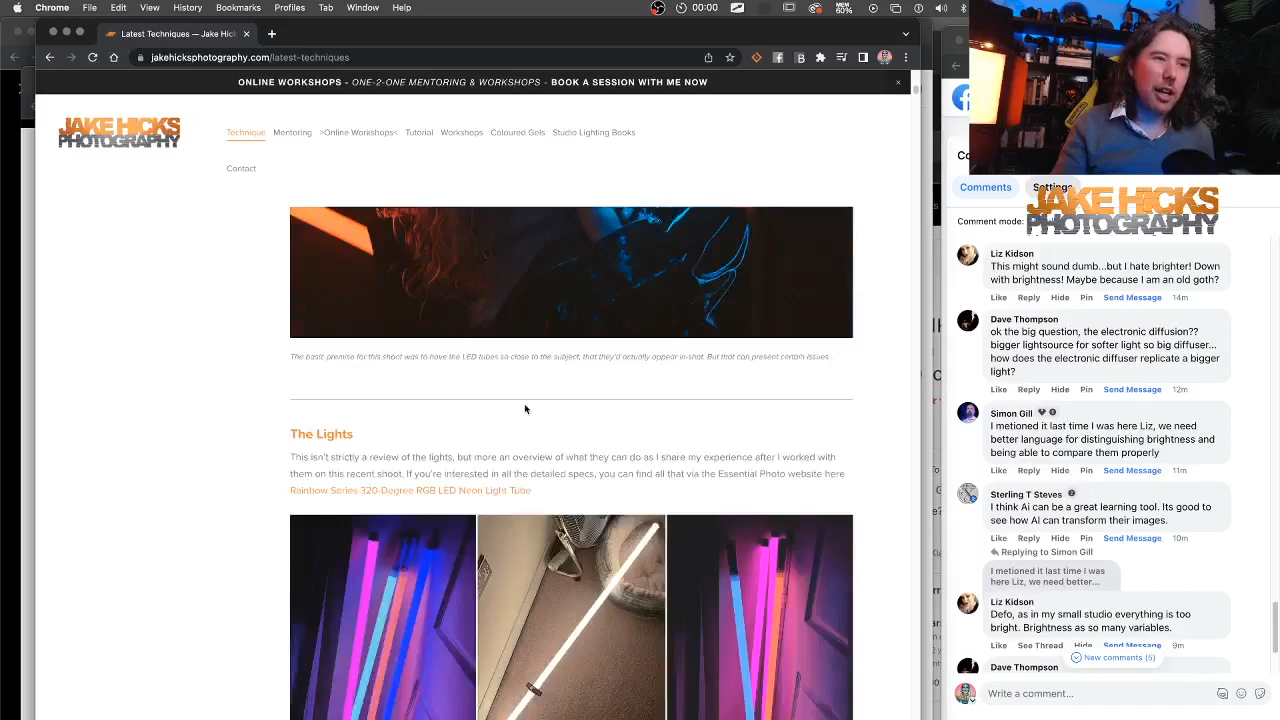 Chrome File Edit View History Bookmarks Profiles Tab Window Help
00:00
MEM
60%
Latest Techniques — Jake Hick
jakehicksphotography.com/latest-techniques
ONLINE WORKSHOPS - ONE-2-ONE MENTORING & WORKSHOPS - BOOK A SESSION WITH ME NOW
JAKE HICKS
PHOTOGRAPHY
Technique Mentoring >Online Workshops< Tutorial Workshops Coloured Gels Studio Lighting Books
Contact
The basic premise for this shoot was to have the LED tubes so close to the subject, that they'd actually appear in-shot. But that can present certain issues...
The Lights
This isn't strictly a review of the lights, but more an overview of what they can do as I share my experience after I worked with
them on this recent shoot. If you're interested in all the detailed specs, you can find all that via the Essential Photo website here
Rainbow Series 320-Degree RGB LED Neon Light Tube
Comments Settings
JAKE HICKS
PHOTOGRAPHY
Comment mode:
Liz Kidson
This might sound dumb...but I hate brighter! Down
with brightness! Maybe because I am an old goth?
Like Reply Hide Pin Send Message 14m
Dave Thompson
ok the big question, the electronic diffusion??
bigger lightsource for softer light so big diffuser...
how does the electronic diffuser replicate a bigger
light?
Like Reply Hide Pin Send Message 12m
Simon Gill
I metioned it last time I was here Liz, we need
better language for distinguishing brightness and
being able to compare them properly
Like Reply Hide Pin Send Message 11m
Sterling T Steves
I think Ai can be a great learning tool. Its good to
see how AI can transform their images.
Like Reply Hide Pin Send Message 10m
Replying to Simon Gill
I metioned it last time I was
here Liz, we need better...
Liz Kidson
Defo, as in my small studio everything is too
bright. Brightness as so many variables.
Like See Thread Hide Send Message 9m
New comments (5)
Dave Thompson
Write a comment...